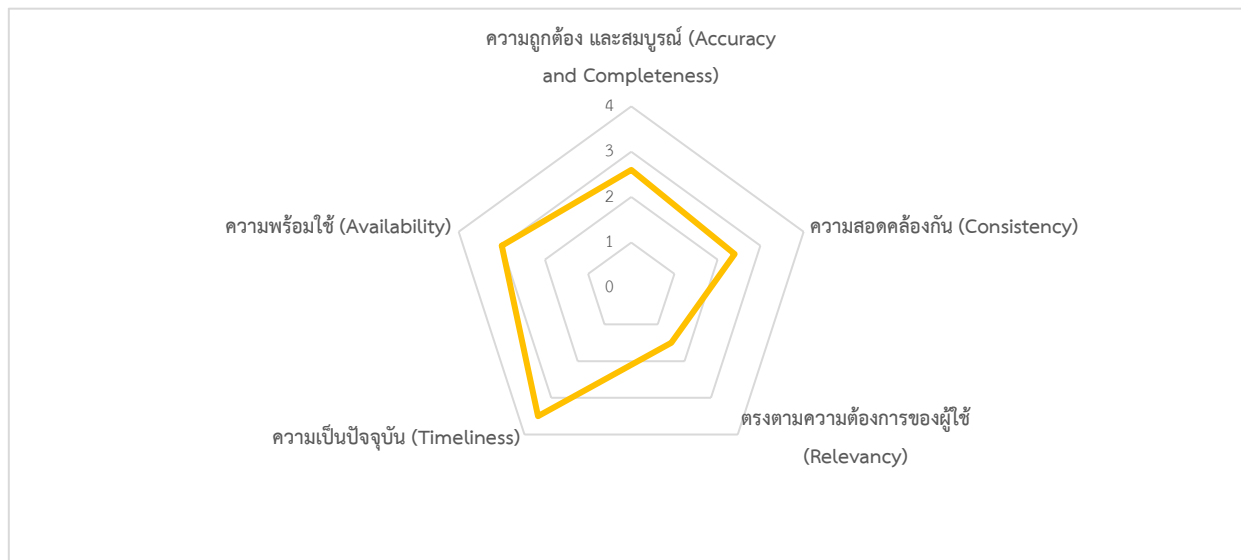 ความถูกต้อง และสมบูรณ์ (Accuracy
and Completeness)
4
3
2
1
0
ความพร้อมใช้ (Availability)
ความสอดคล้องกัน (Consistency)
ความเป็นปัจจุบัน (Timeliness)
ตรงตามความต้องการของผู้ใช้
(Relevancy)